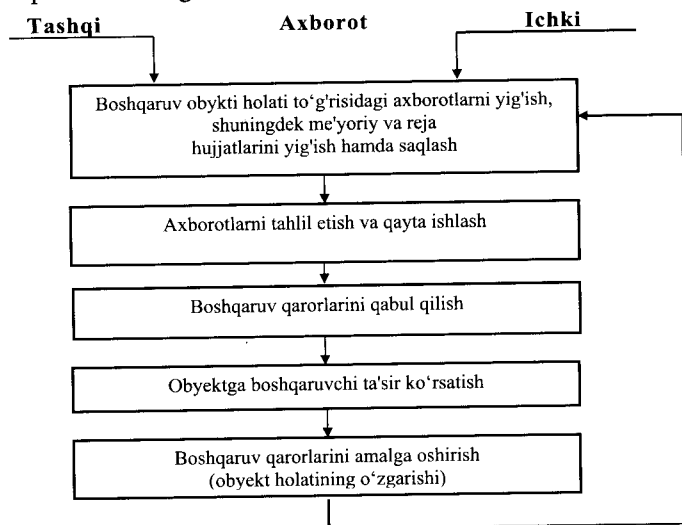 Tashqi Axborot Ichki
Boshqaruv obykti holati to‘g'risidagi axborotlarni yig'ish,
shuningdek me'yoriy va reja
hujjatlarini yig'ish hamda saqlash
Axborotlarni tahlil etish va qayta ishlash
Boshqaruv qarorlarini qabul qilish
Obyektga boshqaruvchi ta'sir ko‘rsatish
Boshqaruv qarorlarini amalga oshirish
(obyekt holatining o‘zgarishi)